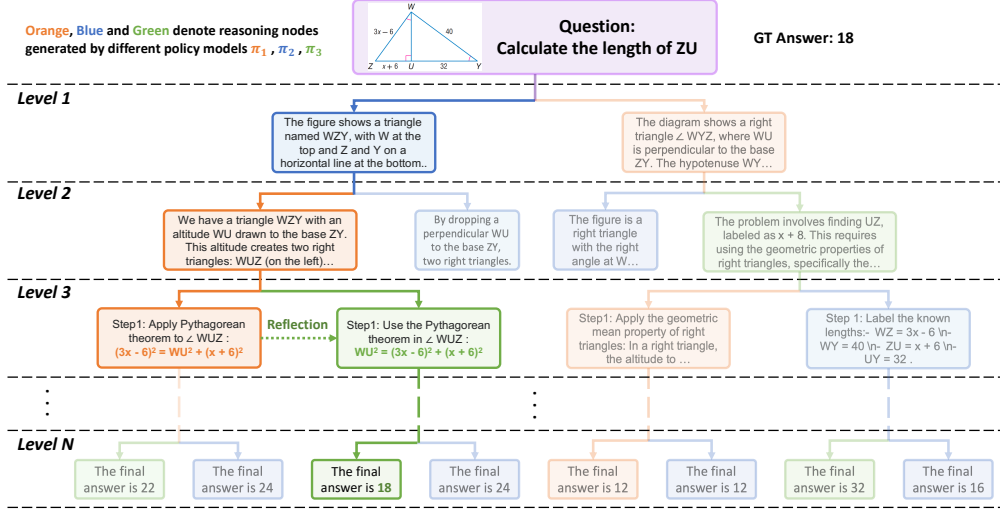 Orange, Blue and Green denote reasoning nodes
generated by different policy models π₁ , π₂ , π₃
W
3x – 6
40
Z
x + 6
U
32
Y
Question:
Calculate the length of ZU
GT Answer: 18
Level 1
The figure shows a triangle
named WZY, with W at the
top and Z and Y on a
horizontal line at the bottom..
The diagram shows a right
triangle ∠ WYZ, where WU
is perpendicular to the base
ZY. The hypotenuse WY…
Level 2
We have a triangle WZY with an
altitude WU drawn to the base ZY.
This altitude creates two right
triangles: WUZ (on the left)…
By dropping a
perpendicular WU
to the base ZY,
two right triangles.
The figure is a
right triangle
with the right
angle at W…
The problem involves finding UZ,
labeled as x + 8. This requires
using the geometric properties of
right triangles, specifically the…
Level 3
Step1: Apply Pythagorean
theorem to ∠ WUZ :
(3x - 6)² = WU² + (x + 6)²
Reflection
Step1: Use the Pythagorean
theorem in ∠ WUZ :
WU² = (3x - 6)² + (x + 6)²
Step1: Apply the geometric
mean property of right
triangles: In a right triangle,
the altitude to …
Step 1: Label the known
lengths:- WZ = 3x - 6 \n-
WY = 40 \n- ZU = x + 6 \n-
UY = 32 .
Level N
The final
answer is 22
The final
answer is 24
The final
answer is 18
The final
answer is 24
The final
answer is 12
The final
answer is 12
The final
answer is 32
The final
answer is 16